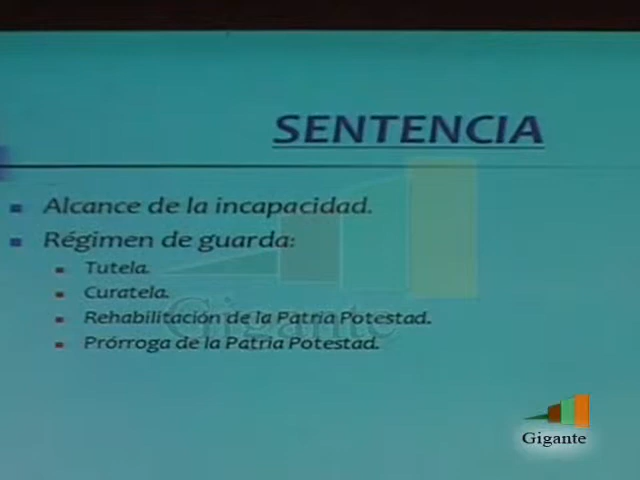 SENTENCIA
Alcance de la incapacidad.
Régimen de guarda:
Tutela.
Curatela.
Rehabilitación de la Patria Potestad.
Prórroga de la Patria Potestad.
Gigante
Gigante